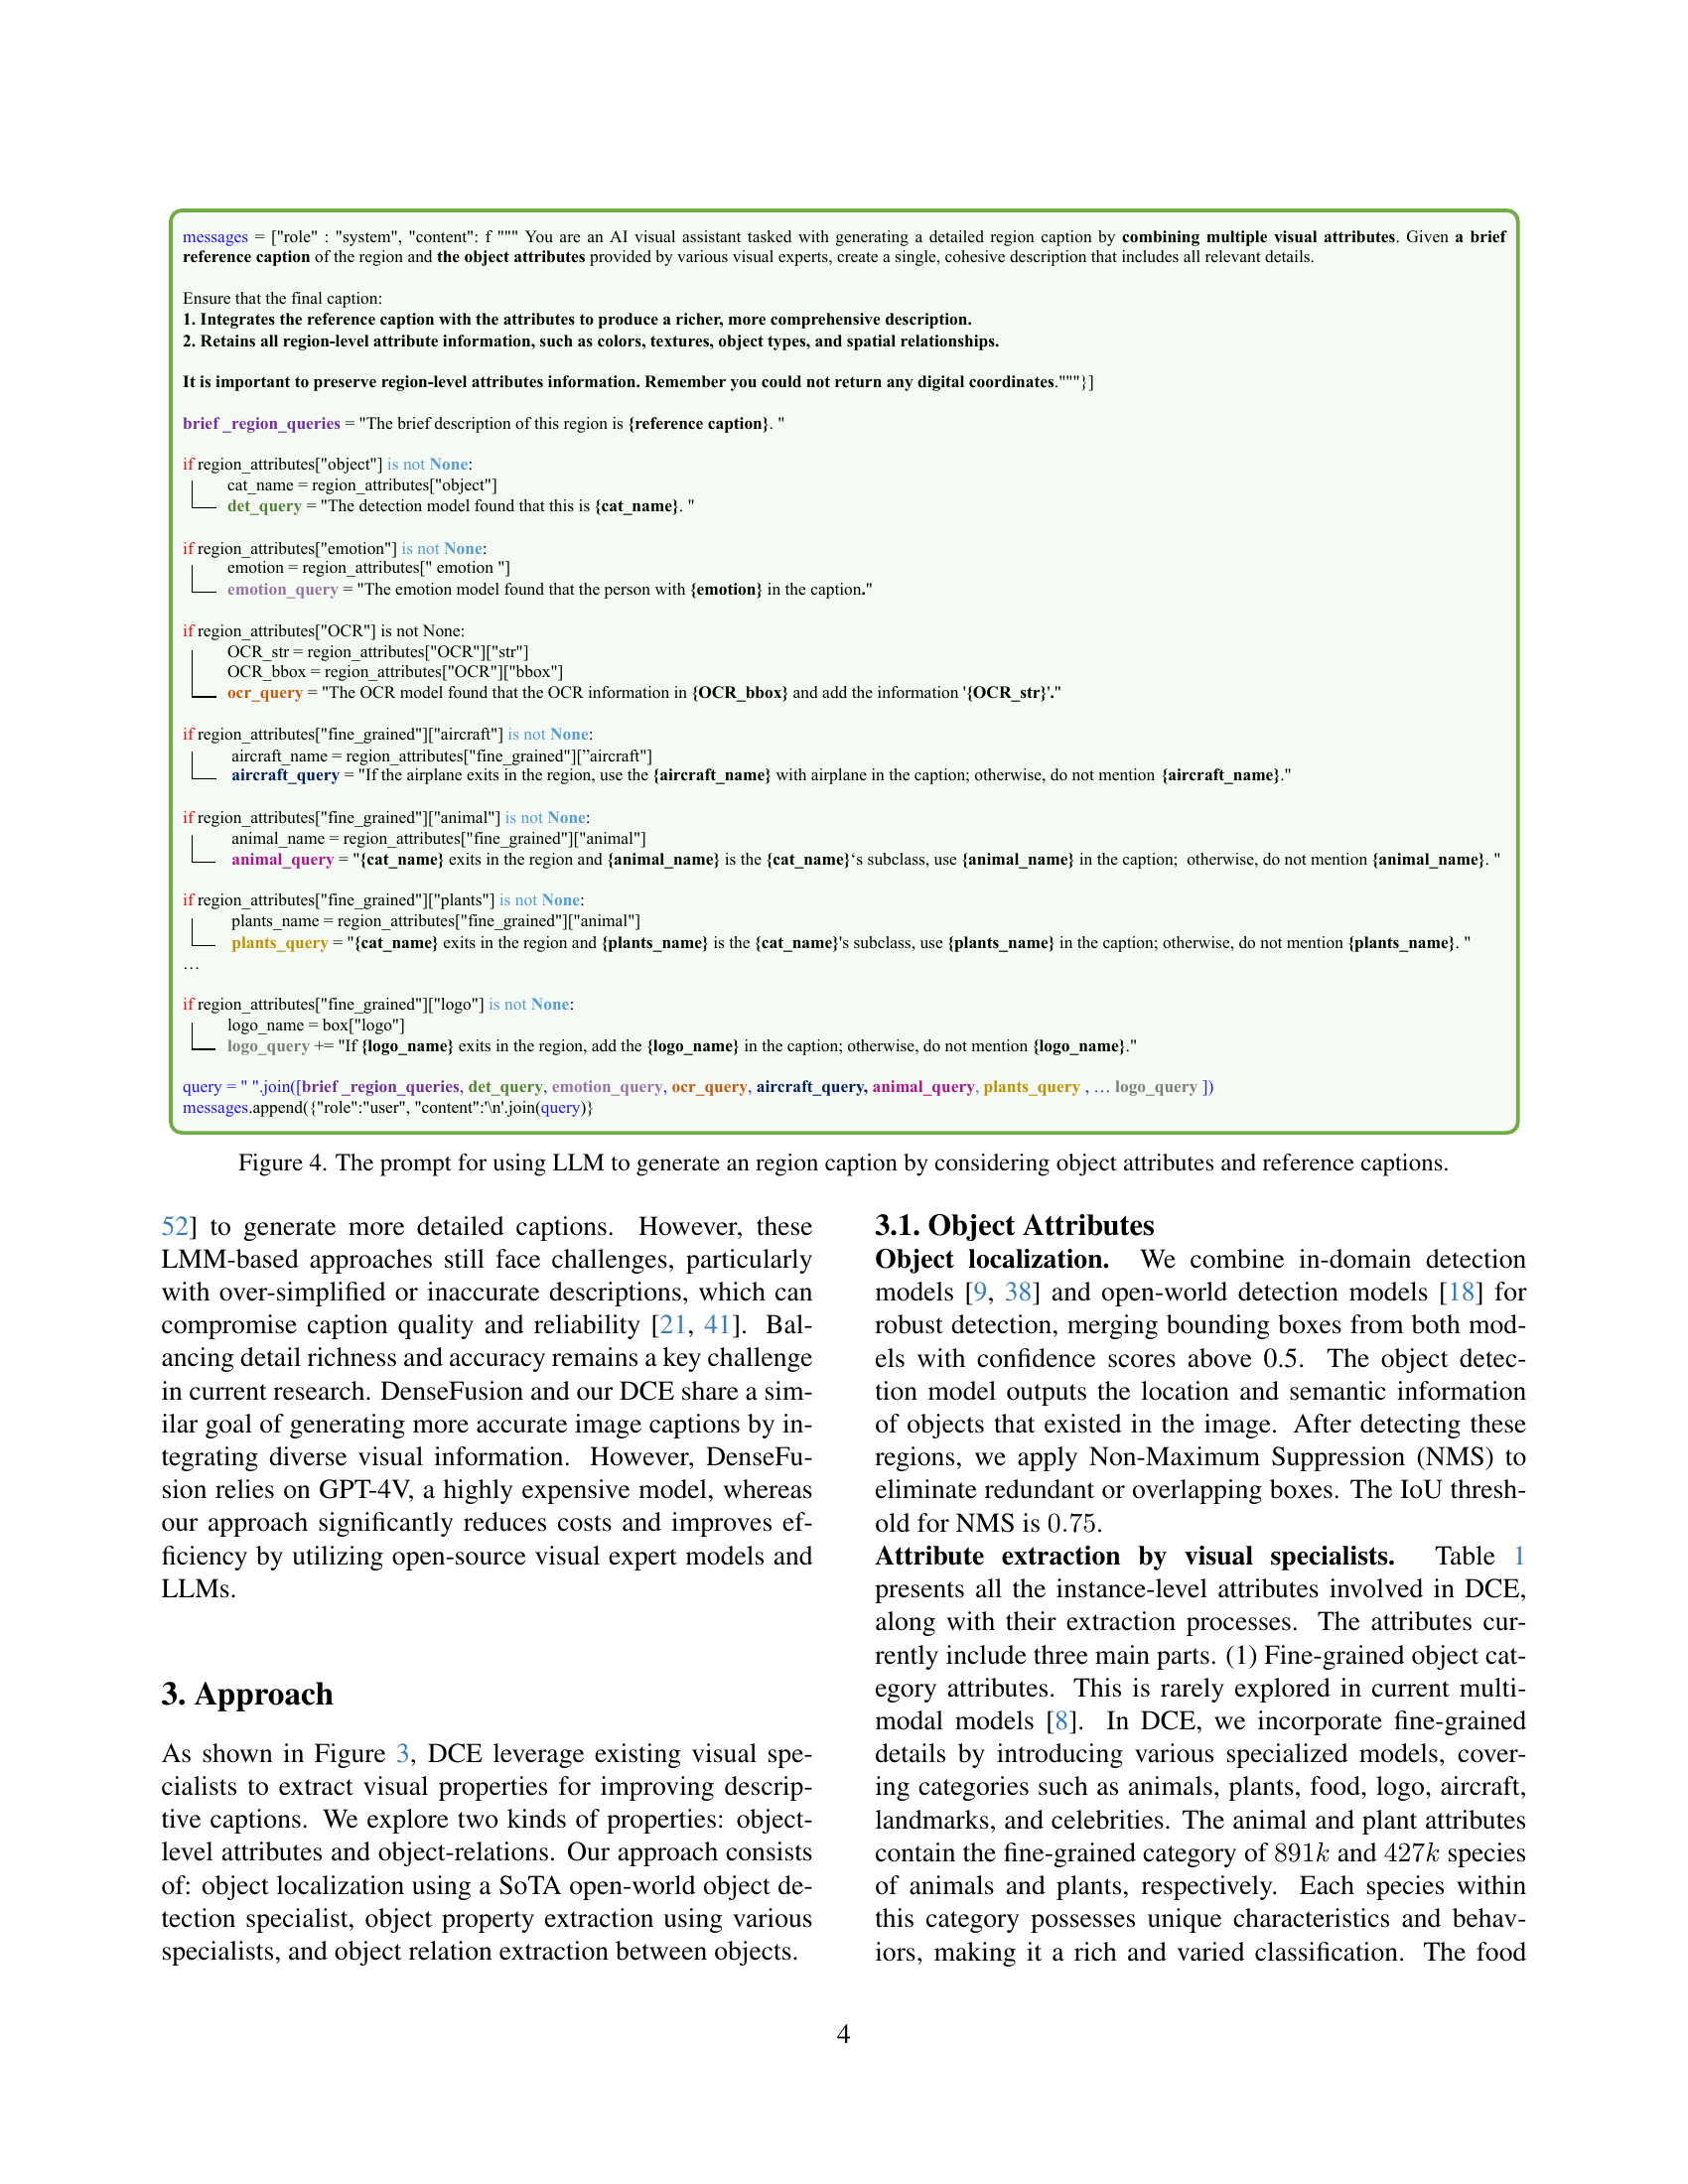 messages = ["role" : "system", "content": f """ You are an AI visual assistant tasked with generating a detailed region caption by combining multiple visual attributes. Given a brief
reference caption of the region and the object attributes provided by various visual experts, create a single, cohesive description that includes all relevant details.
Ensure that the final caption:
1. Integrates the reference caption with the attributes to produce a richer, more comprehensive description.
2. Retains all region-level attribute information, such as colors, textures, object types, and spatial relationships.
It is important to preserve region-level attributes information. Remember you could not return any digital coordinates."""}]
brief _region_queries = "The brief description of this region is {reference caption}. "
if region_attributes["object"] is not None:
cat_name = region_attributes["object"]
det_query = "The detection model found that this is {cat_name}. "
if region_attributes["emotion"] is not None:
emotion = region_attributes[" emotion "]
emotion_query = "The emotion model found that the person with {emotion} in the caption."
if region_attributes["OCR"] is not None:
OCR_str = region_attributes["OCR"]["str"]
OCR_bbox = region_attributes["OCR"]["bbox"]
ocr_query = "The OCR model found that the OCR information in {OCR_bbox} and add the information '{OCR_str}'."
if region_attributes["fine_grained"]["aircraft"] is not None:
aircraft_name = region_attributes["fine_grained"]["aircraft"]
aircraft_query = "If the airplane exits in the region, use the {aircraft_name} with airplane in the caption; otherwise, do not mention {aircraft_name}."
if region_attributes["fine_grained"]["animal"] is not None:
animal_name = region_attributes["fine_grained"]["animal"]
animal_query = "{cat_name} exits in the region and {animal_name} is the {cat_name}‘s subclass, use {animal_name} in the caption; otherwise, do not mention {animal_name}. "
if region_attributes["fine_grained"]["plants"] is not None:
plants_name = region_attributes["fine_grained"]["animal"]
plants_query = "{cat_name} exits in the region and {plants_name} is the {cat_name}'s subclass, use {plants_name} in the caption; otherwise, do not mention {plants_name}. "
…
if region_attributes["fine_grained"]["logo"] is not None:
logo_name = box["logo"]
logo_query += "If {logo_name} exits in the region, add the {logo_name} in the caption; otherwise, do not mention {logo_name}."
query = " ".join([brief _region_queries, det_query, emotion_query, ocr_query, aircraft_query, animal_query, plants_query , … logo_query ])
messages.append({"role":"user", "content":'\n'.join(query)}
Figure 4. The prompt for using LLM to generate an region caption by considering object attributes and reference captions.
52] to generate more detailed captions. However, these
LMM-based approaches still face challenges, particularly
with over-simplified or inaccurate descriptions, which can
compromise caption quality and reliability [21, 41]. Bal-
ancing detail richness and accuracy remains a key challenge
in current research. DenseFusion and our DCE share a sim-
ilar goal of generating more accurate image captions by in-
tegrating diverse visual information. However, DenseFu-
sion relies on GPT-4V, a highly expensive model, whereas
our approach significantly reduces costs and improves ef-
ficiency by utilizing open-source visual expert models and
LLMs.
3. Approach
As shown in Figure 3, DCE leverage existing visual spe-
cialists to extract visual properties for improving descrip-
tive captions. We explore two kinds of properties: object-
level attributes and object-relations. Our approach consists
of: object localization using a SoTA open-world object de-
tection specialist, object property extraction using various
specialists, and object relation extraction between objects.
3.1. Object Attributes
Object localization. We combine in-domain detection
models [9, 38] and open-world detection models [18] for
robust detection, merging bounding boxes from both mod-
els with confidence scores above 0.5. The object detec-
tion model outputs the location and semantic information
of objects that existed in the image. After detecting these
regions, we apply Non-Maximum Suppression (NMS) to
eliminate redundant or overlapping boxes. The IoU thresh-
old for NMS is 0.75.
Attribute extraction by visual specialists. Table 1
presents all the instance-level attributes involved in DCE,
along with their extraction processes. The attributes cur-
rently include three main parts. (1) Fine-grained object cat-
egory attributes. This is rarely explored in current multi-
modal models [8]. In DCE, we incorporate fine-grained
details by introducing various specialized models, cover-
ing categories such as animals, plants, food, logo, aircraft,
landmarks, and celebrities. The animal and plant attributes
contain the fine-grained category of 891k and 427k species
of animals and plants, respectively. Each species within
this category possesses unique characteristics and behav-
iors, making it a rich and varied classification. The food
4